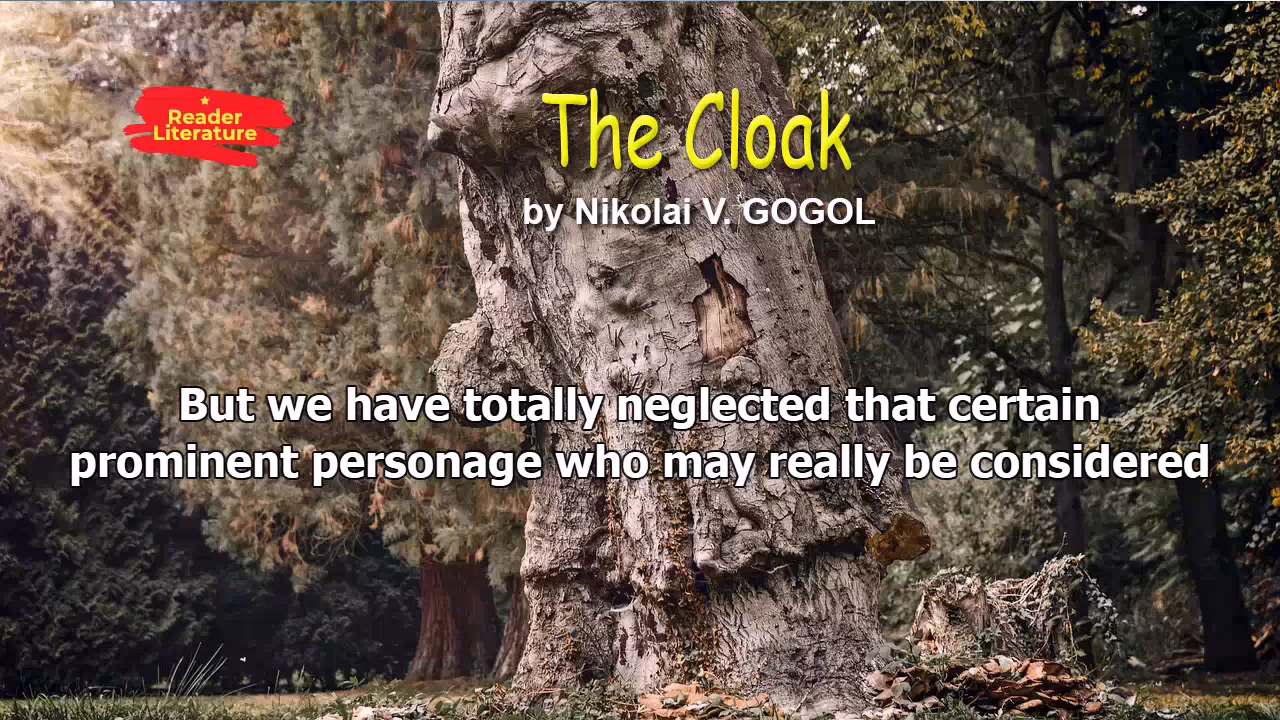 Reader
Literature
The Cloak
by Nikolai V. GOGOL
But we have totally neglected that certain
prominent personage who may really be considered